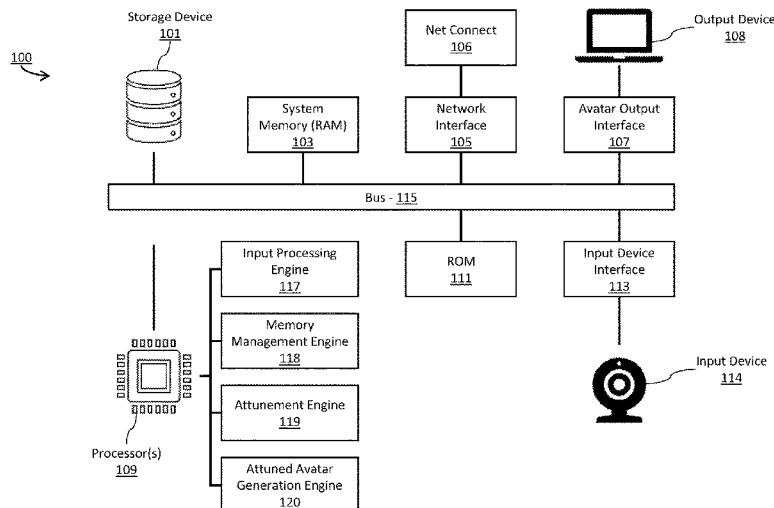 Storage Device
101
100
Net Connect
106
Output Device
108
System
Memory (RAM)
103
Network
Interface
105
Avatar Output
Interface
107
Bus - 115
Input Processing
Engine
117
ROM
111
Input Device
Interface
113
Memory
Management Engine
118
Attunement Engine
119
Input Device
114
Processor(s)
109
Attuned Avatar
Generation Engine
120